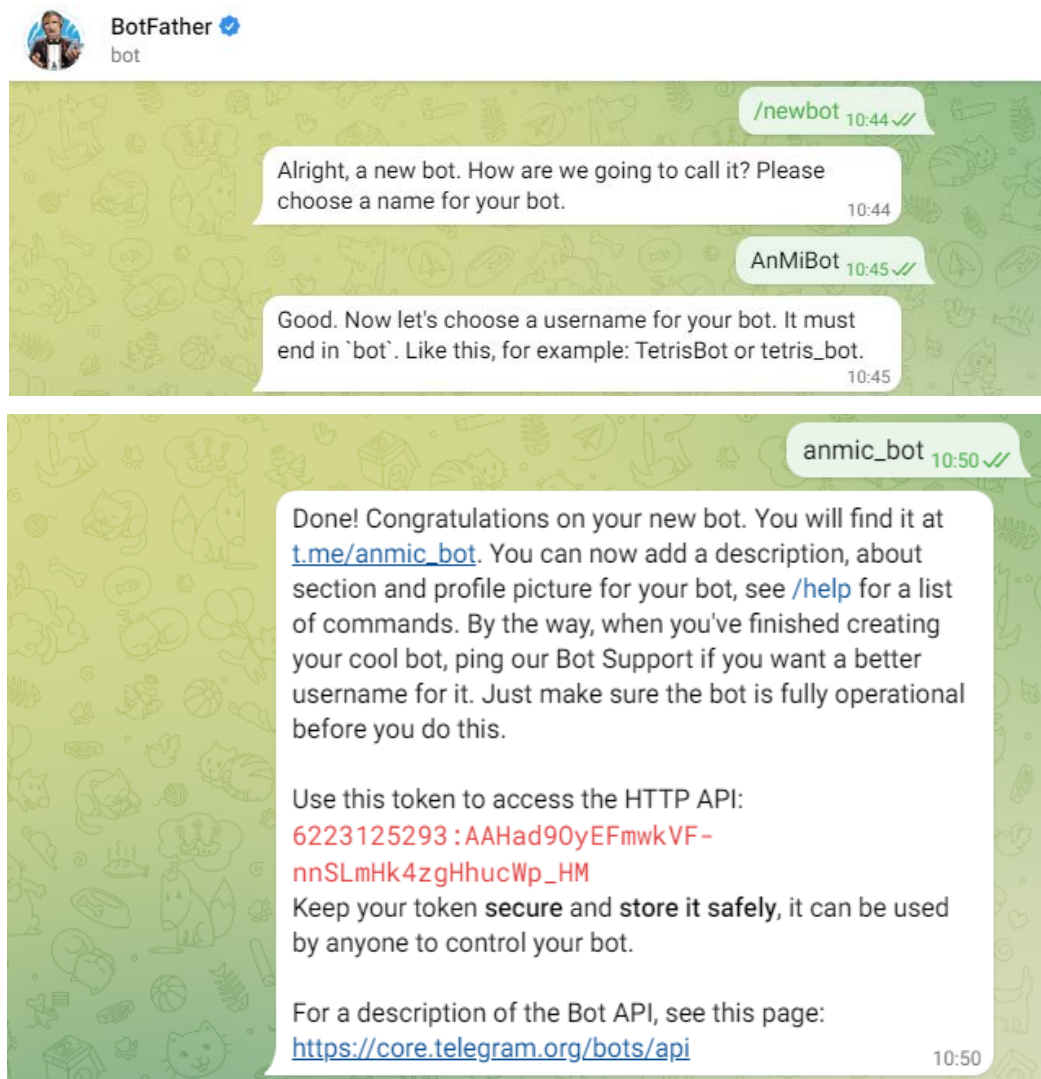 BotFather
bot
/newbot 10:44
Alright, a new bot. How are we going to call it? Please
choose a name for your bot.
10:44
AnMiBot 10:45
Good. Now let's choose a username for your bot. It must
end in `bot`. Like this, for example: TetrisBot or tetris_bot.
10:45
anmic_bot 10:50
Done! Congratulations on your new bot. You will find it at
t.me/anmic_bot. You can now add a description, about
section and profile picture for your bot, see /help for a list
of commands. By the way, when you've finished creating
your cool bot, ping our Bot Support if you want a better
username for it. Just make sure the bot is fully operational
before you do this.
Use this token to access the HTTP API:
6223125293:AAHad9OyEFmwkVF-
nnSLmHk4zgHhucWp_HM
Keep your token secure and store it safely, it can be used
by anyone to control your bot.
For a description of the Bot API, see this page:
https://core.telegram.org/bots/api
10:50